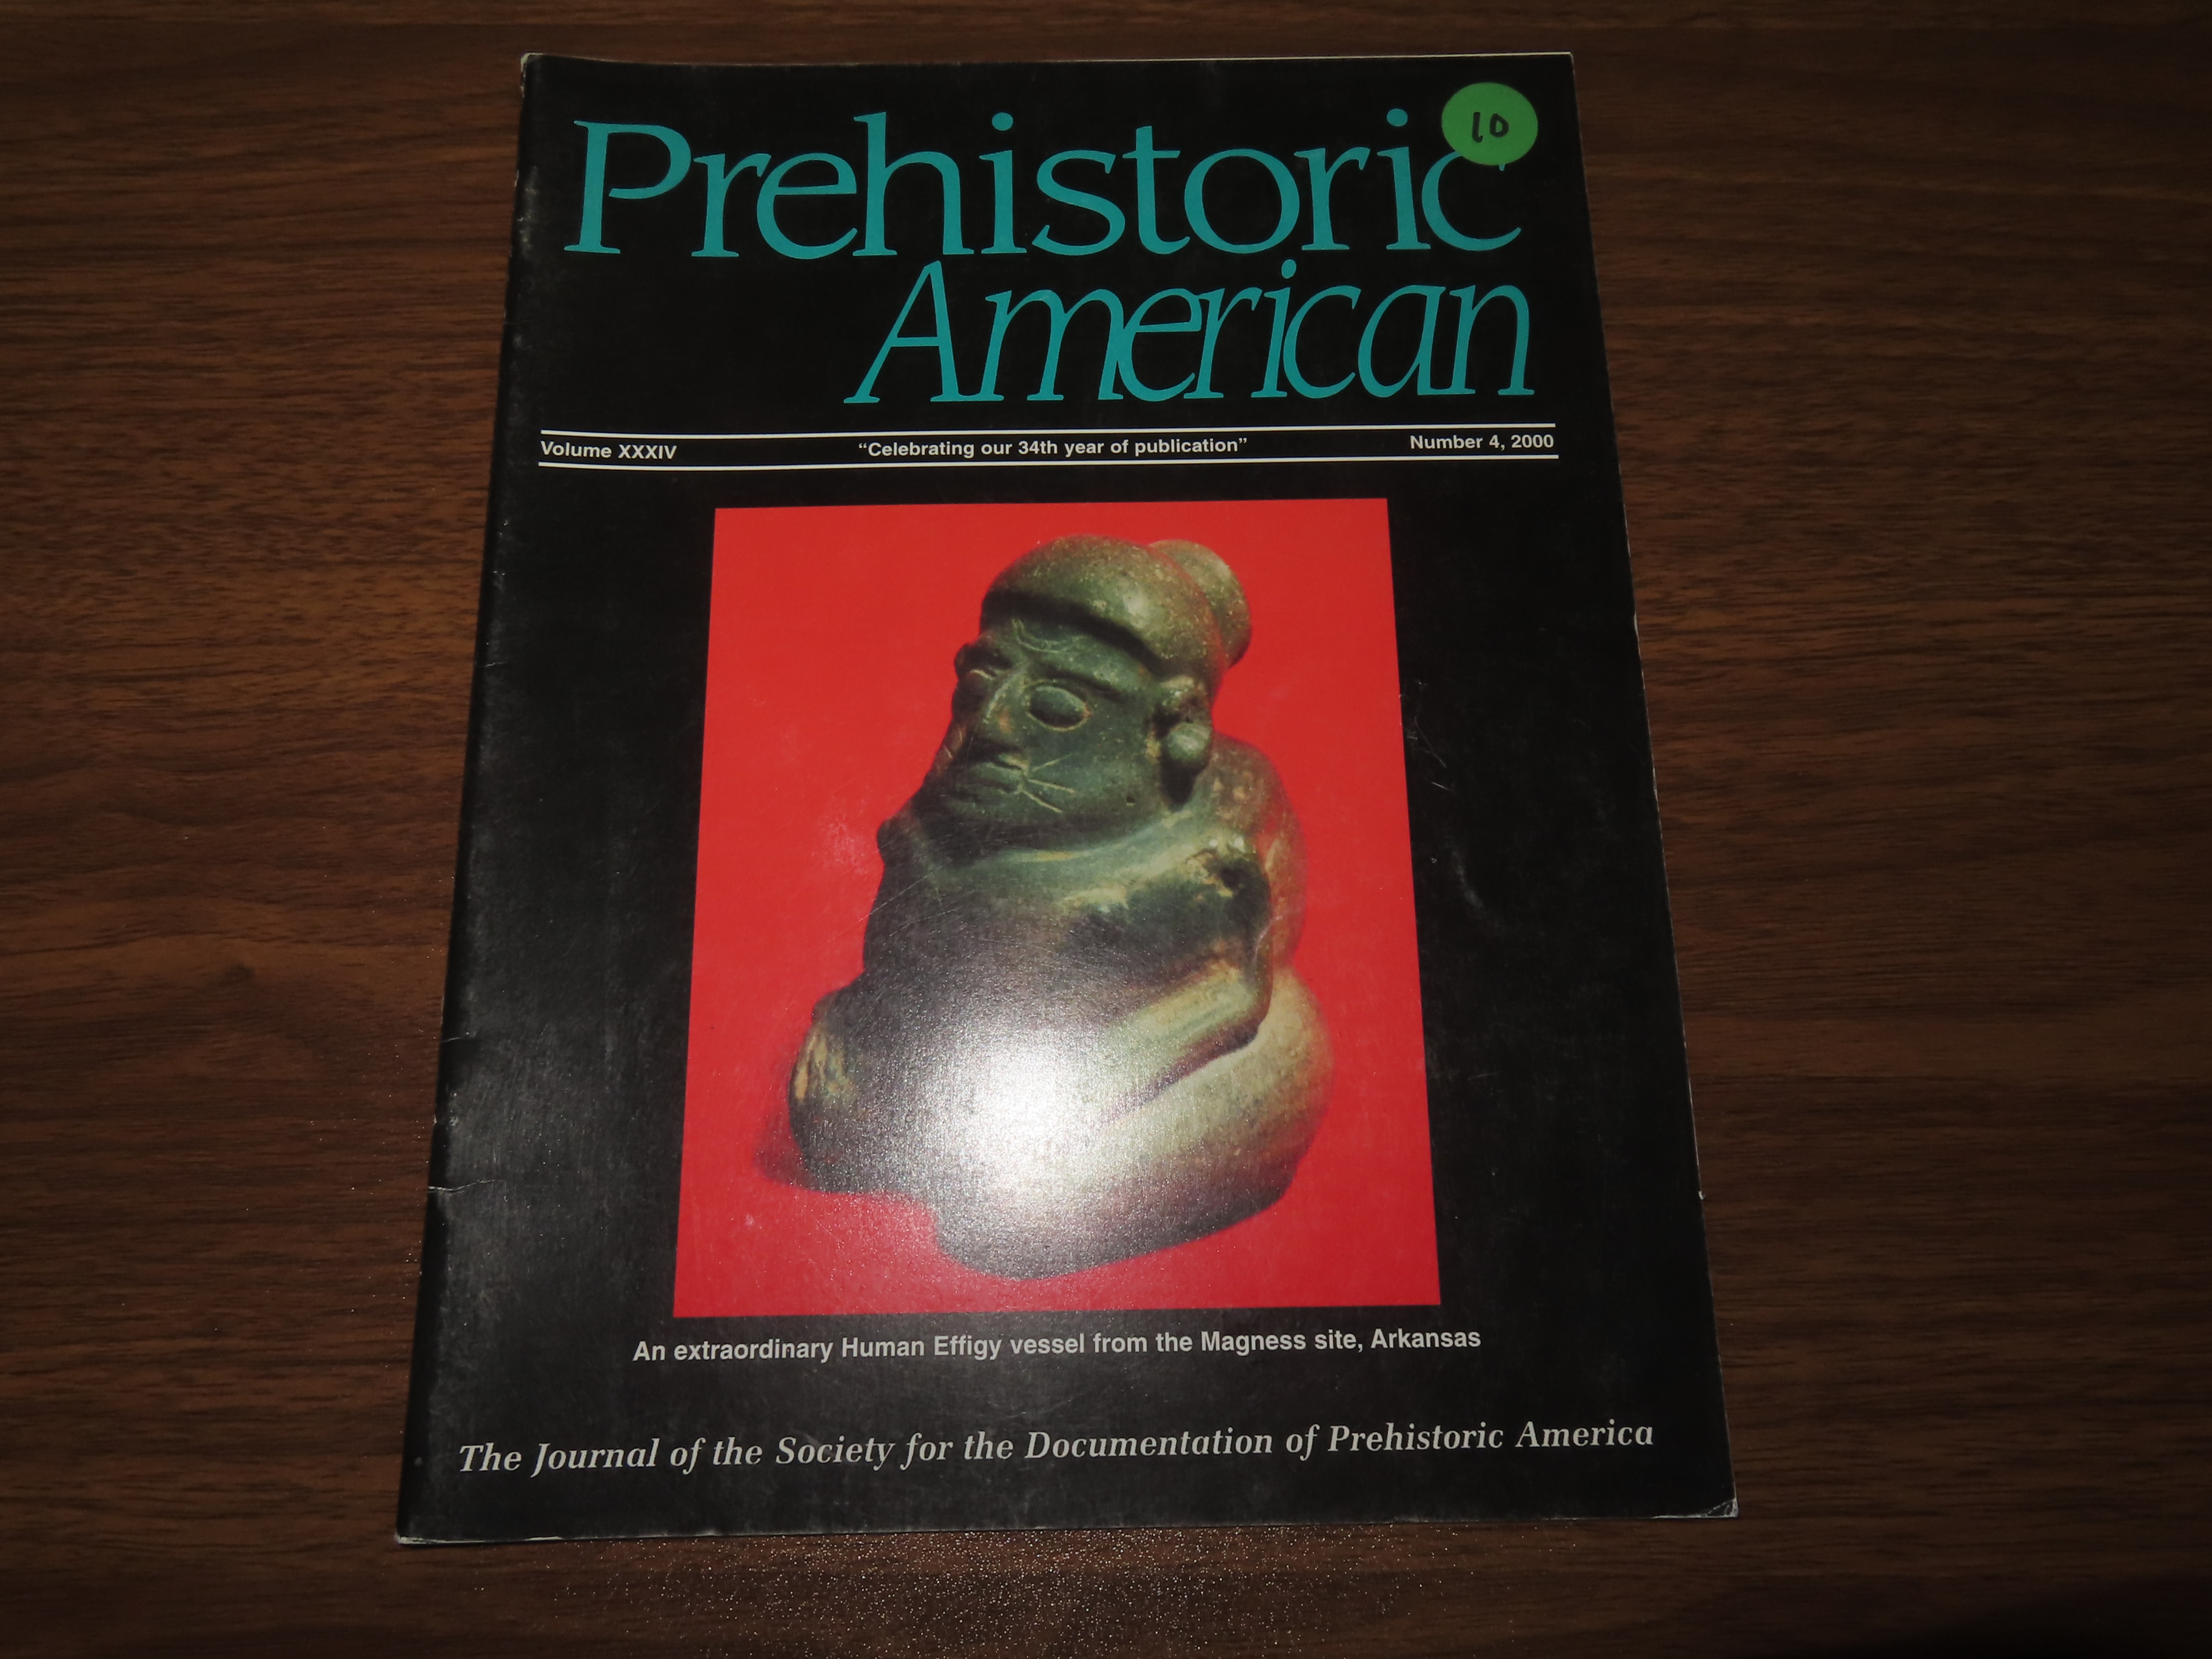 10
Prehistoric
American
Volume XXXIV “Celebrating our 34th year of publication” Number 4, 2000
An extraordinary Human Effigy vessel from the Magness site, Arkansas
The Journal of the Society for the Documentation of Prehistoric America